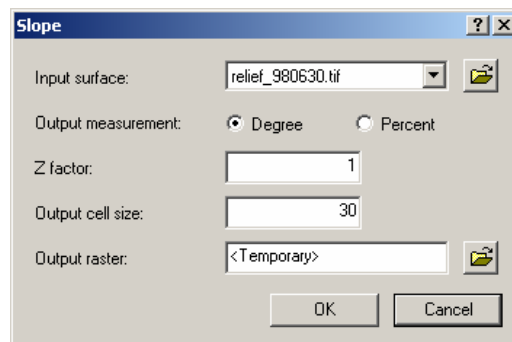 Slope
Input surface: relief_980630.tif
Output measurement: Degree Percent
Z factor: 1
Output cell size: 30
Output raster: <Temporary>
OK Cancel